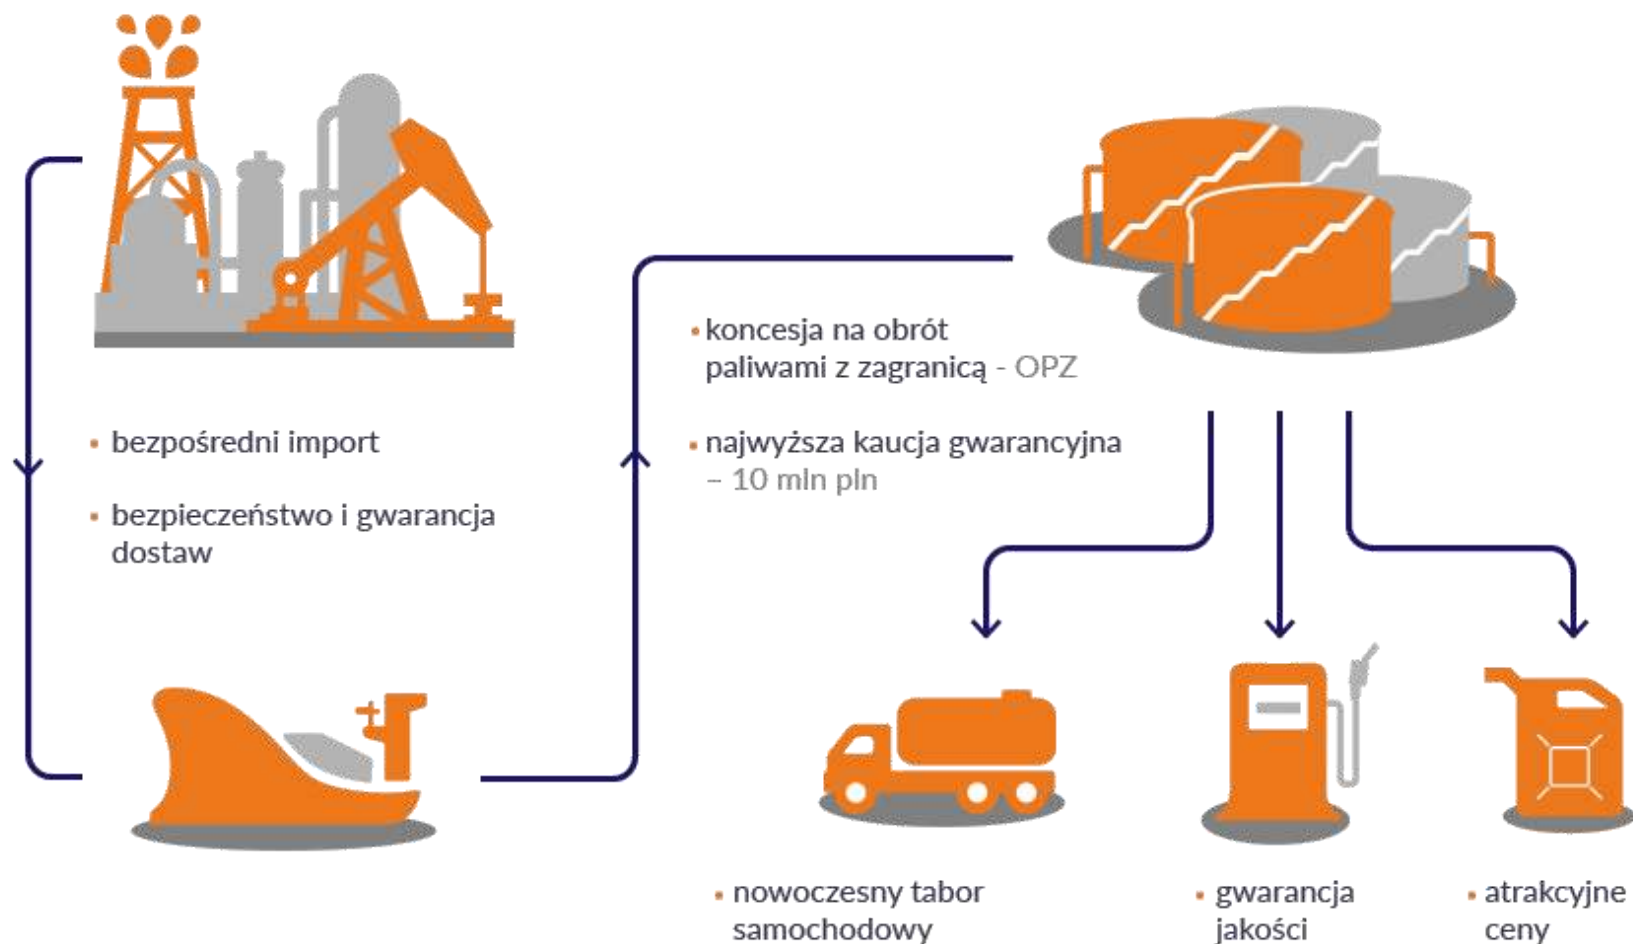 • bezpośredni import
• bezpieczeństwo i gwarancja
dostaw
• koncesja na obrót
paliwami z zagranicą - OPZ
• najwyższa kaucja gwarancyjna
– 10 mln pln
• nowoczesny tabor
samochodowy
• gwarancja
jakości
• atrakcyjne
ceny